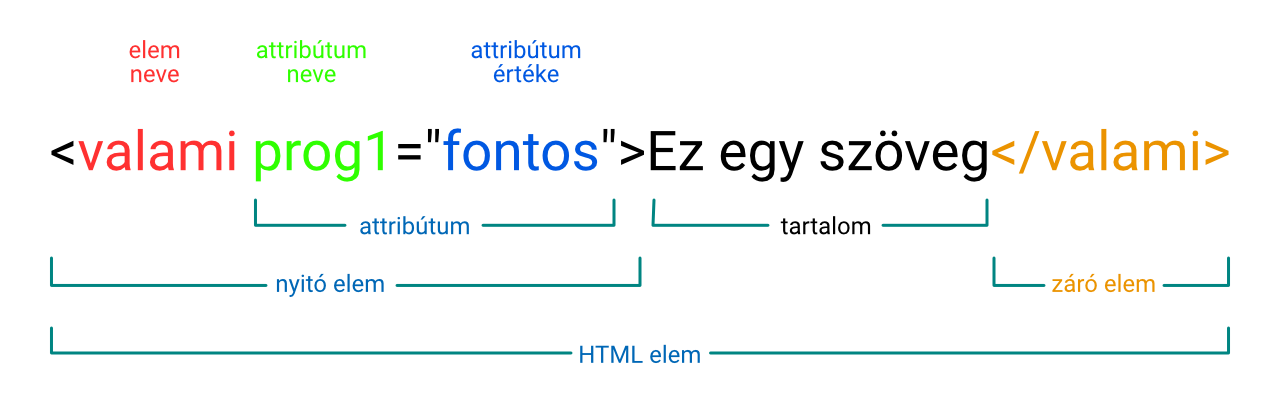 elem
neve
attribútum
neve
attribútum
értéke
<valami prog1="fontos">Ez egy szöveg</valami>
attribútum
tartalom
nyitó elem
záró elem
HTML elem